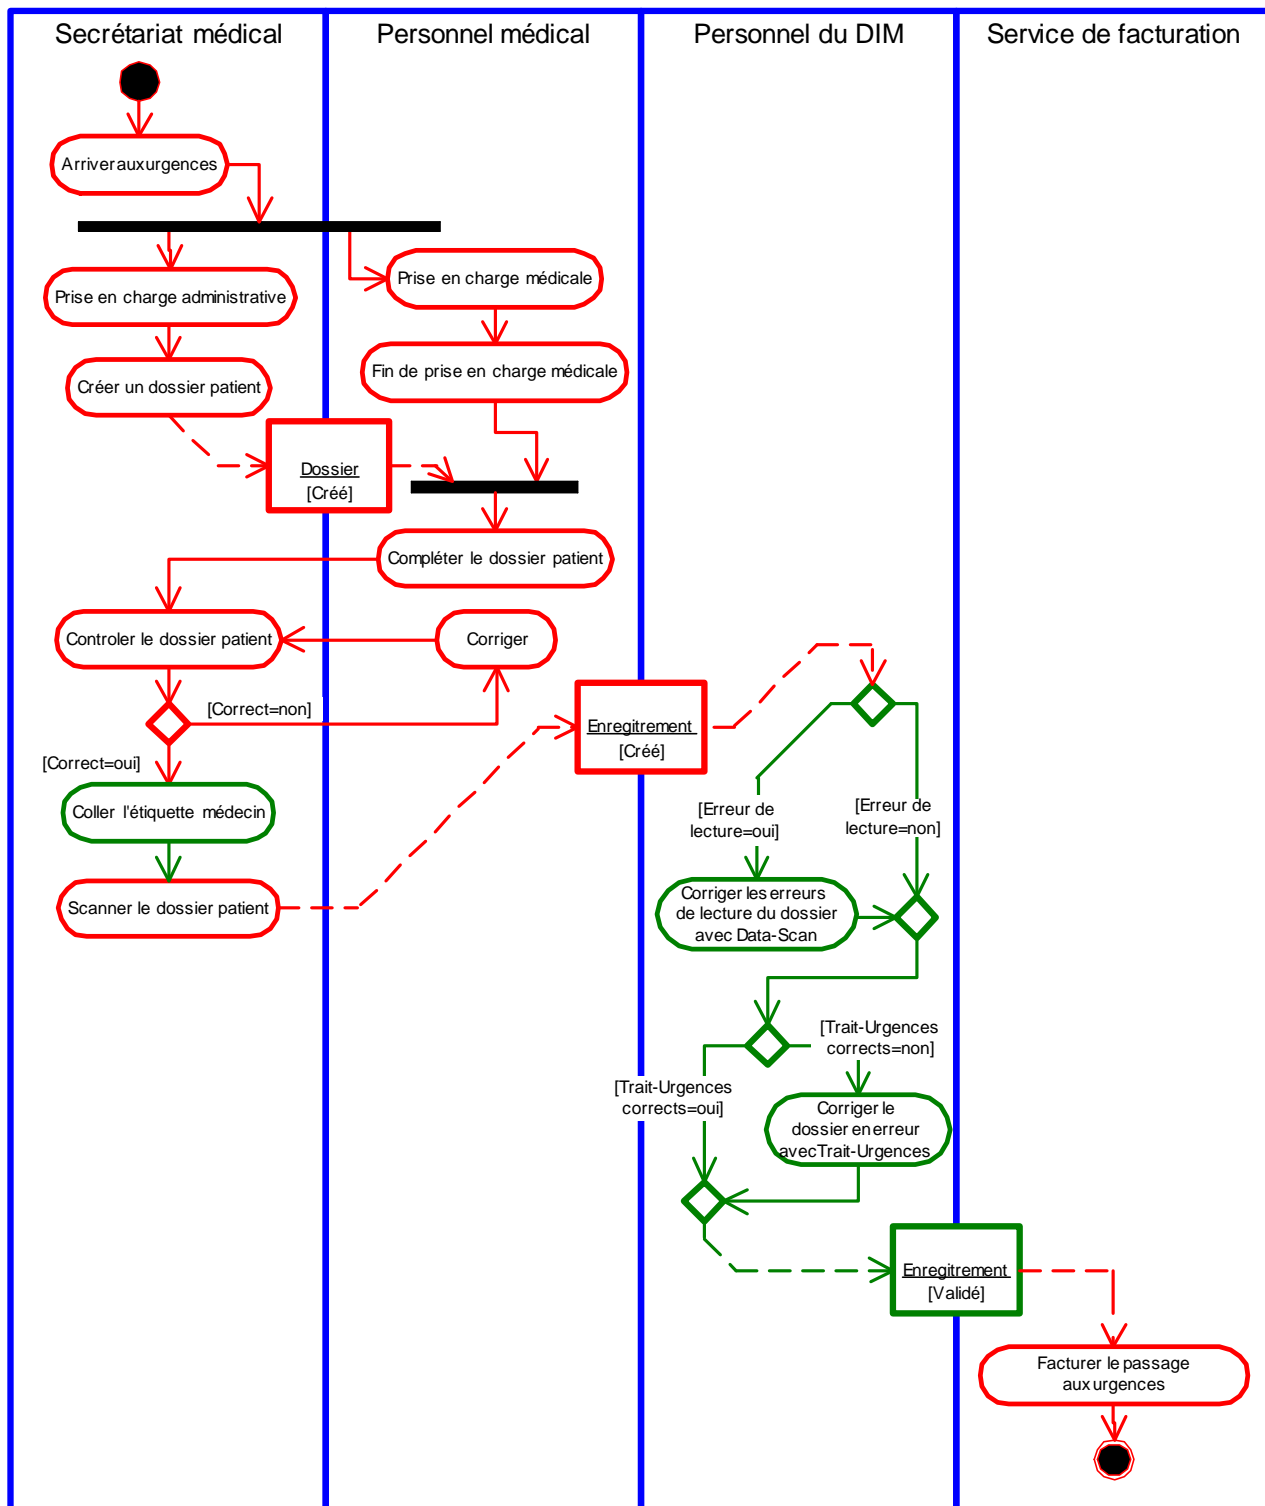 Secrétariat médical
Personnel médical
Personnel du DIM
Service de facturation
Arriver aux urgences
Prise en charge administrative
Prise en charge médicale
Fin de prise en charge médicale
Créer un dossier patient
Dossier
[Créé]
Compléter le dossier patient
Controler le dossier patient
Corriger
[Correct=non]
[Correct=oui]
Enregitrement
[Créé]
Coller l'étiquette médecin
Scanner le dossier patient
[Erreur de
lecture=oui]
[Erreur de
lecture=non]
Corriger les erreurs
de lecture du dossier
avec Data-Scan
[Trait-Urgences
corrects=non]
[Trait-Urgences
corrects=oui]
Corriger le
dossier en erreur
avec Trait-Urgences
Enregitrement
[Validé]
Facturer le passage
aux urgences